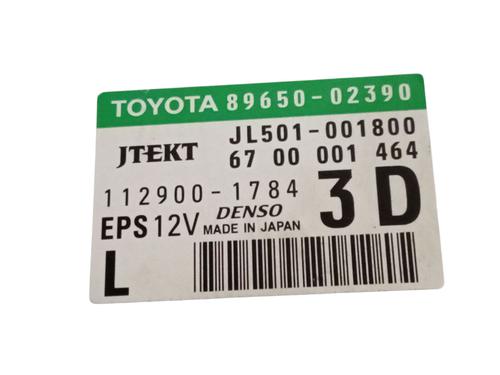 TOYOTA 89650-02390
JTEKT JL501-001800
67 00 001 464
112900-1784 3D
EPS 12V DENSO
MADE IN JAPAN
L